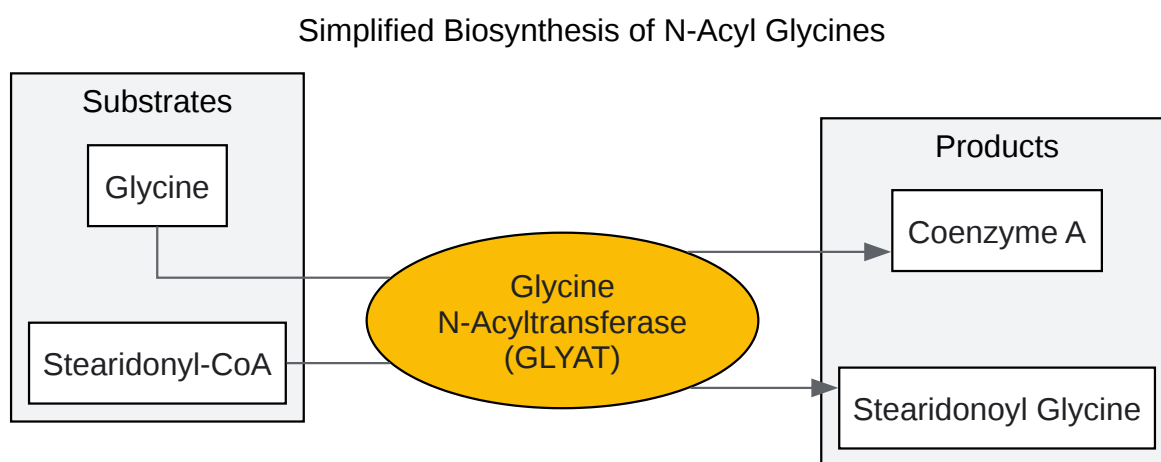 Simplified Biosynthesis of N-Acyl Glycines
Substrates
Glycine
Stearidonyl-CoA
Glycine
N-Acyltransferase
(GLYAT)
Products
Coenzyme A
Stearidonoyl Glycine